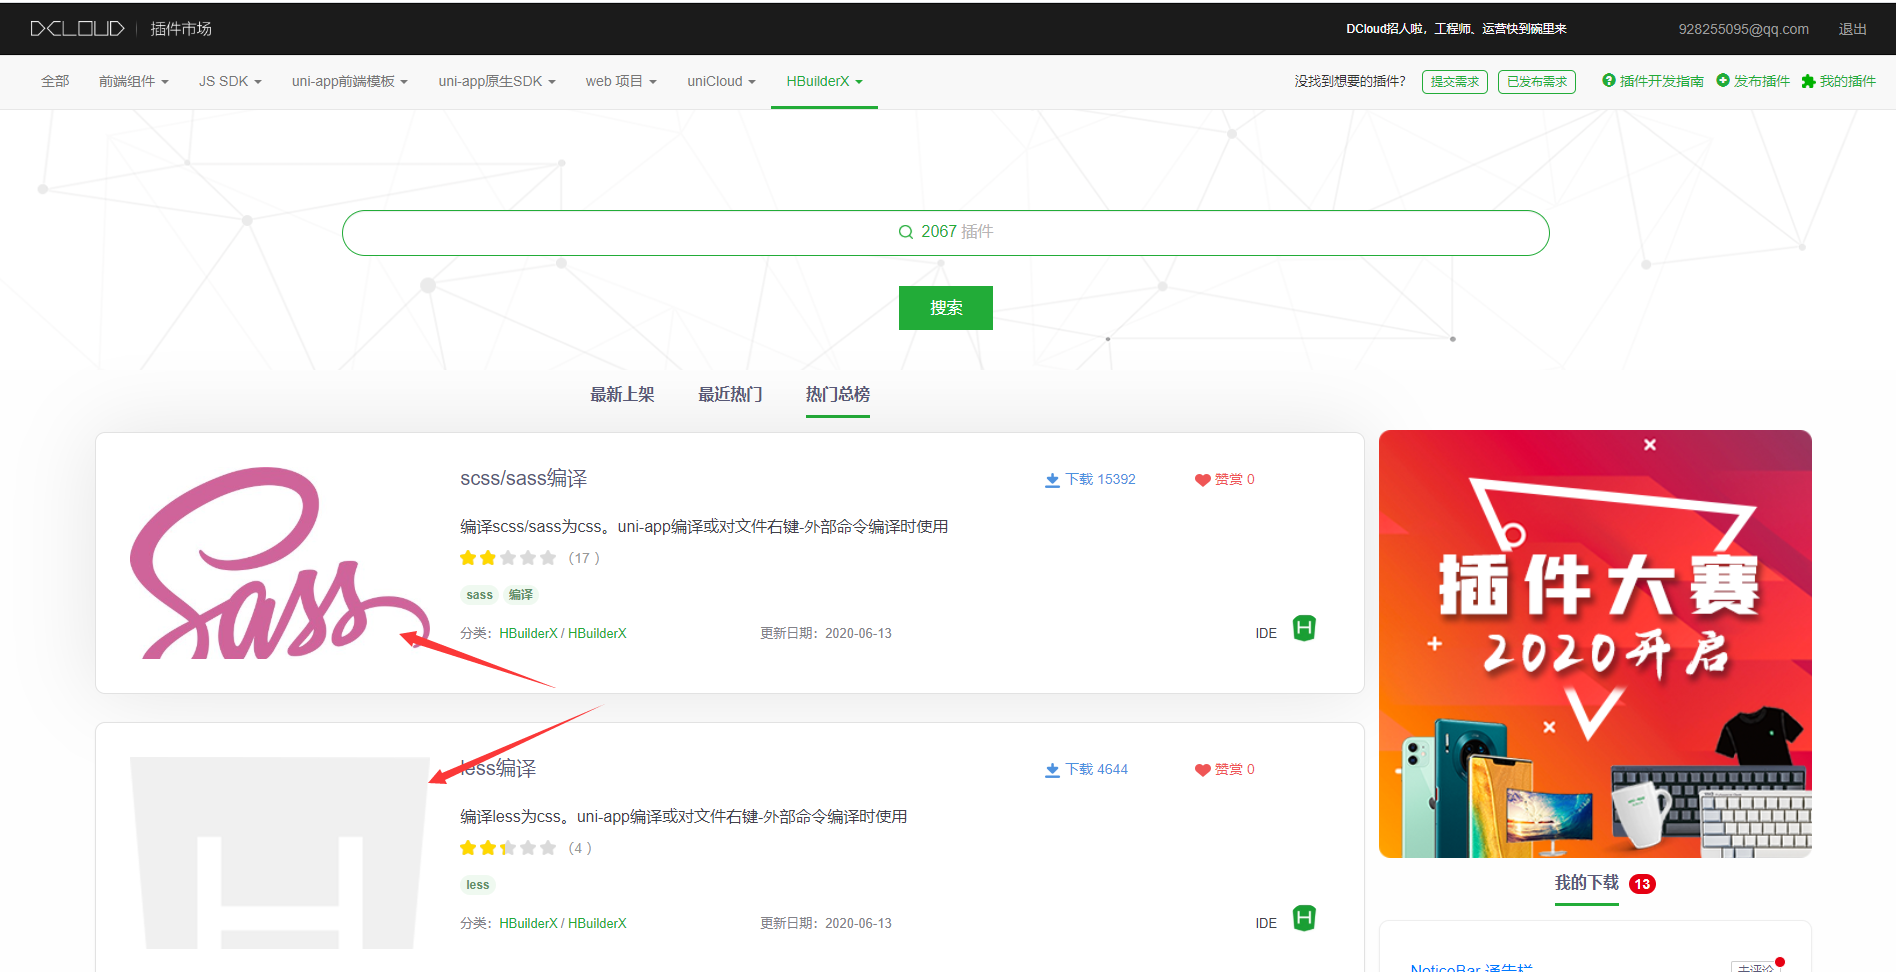 DCLOUD 插件市场
DCloud招人啦，工程师、运营快到碗里来
928255095@qq.com 退出
全部 前端组件 JS SDK uni-app前端模板 uni-app原生SDK web 项目 uniCloud HBuilderX
没找到想要的插件？ 提交需求 已发布需求 插件开发指南 发布插件 我的插件
2067 插件
搜索
最新上架 最近热门 热门总榜
Sass
scss/sass编译
下载 15392 赞赏 0
编译scss/sass为css。uni-app编译或对文件右键-外部命令编译时使用
（17 ）
sass 编译
分类：HBuilderX / HBuilderX 更新日期：2020-06-13 IDE H
less编译
下载 4644 赞赏 0
编译less为css。uni-app编译或对文件右键-外部命令编译时使用
（4 ）
less
分类：HBuilderX / HBuilderX 更新日期：2020-06-13 IDE H
插件大赛
2020开启
我的下载 13
NoticeBar 通告栏
去评论